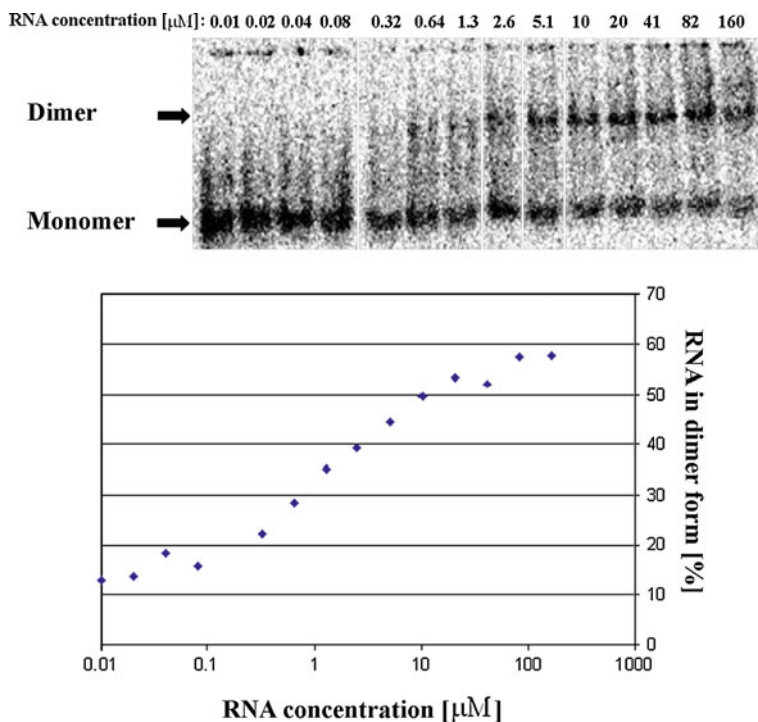 RNA concentration [μM]: 0.01 0.02 0.04 0.08 0.32 0.64 1.3 2.6 5.1 10 20 41 82 160
Dimer
Monomer
70
60
50
40
30
20
10
0
RNA in dimer form [%]
0.01 0.1 1 10 100 1000
RNA concentration [μM]